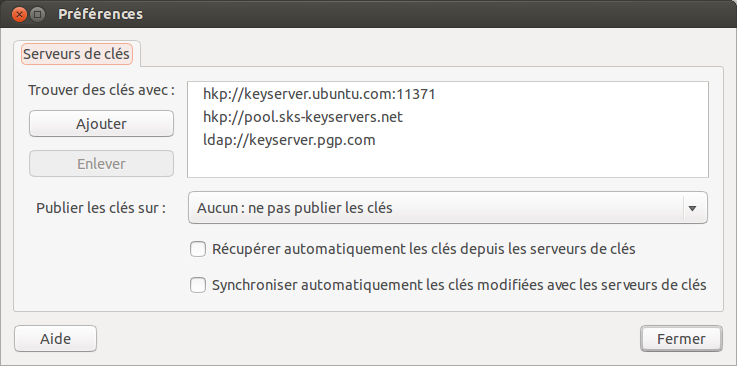 Préférences
Serveurs de clés
Trouver des clés avec :
hkp://keyserver.ubuntu.com:11371
hkp://pool.sks-keyservers.net
ldap://keyserver.pgp.com
Ajouter
Enlever
Publier les clés sur :
Aucun : ne pas publier les clés
Récupérer automatiquement les clés depuis les serveurs de clés
Synchroniser automatiquement les clés modifiées avec les serveurs de clés
Aide
Fermer